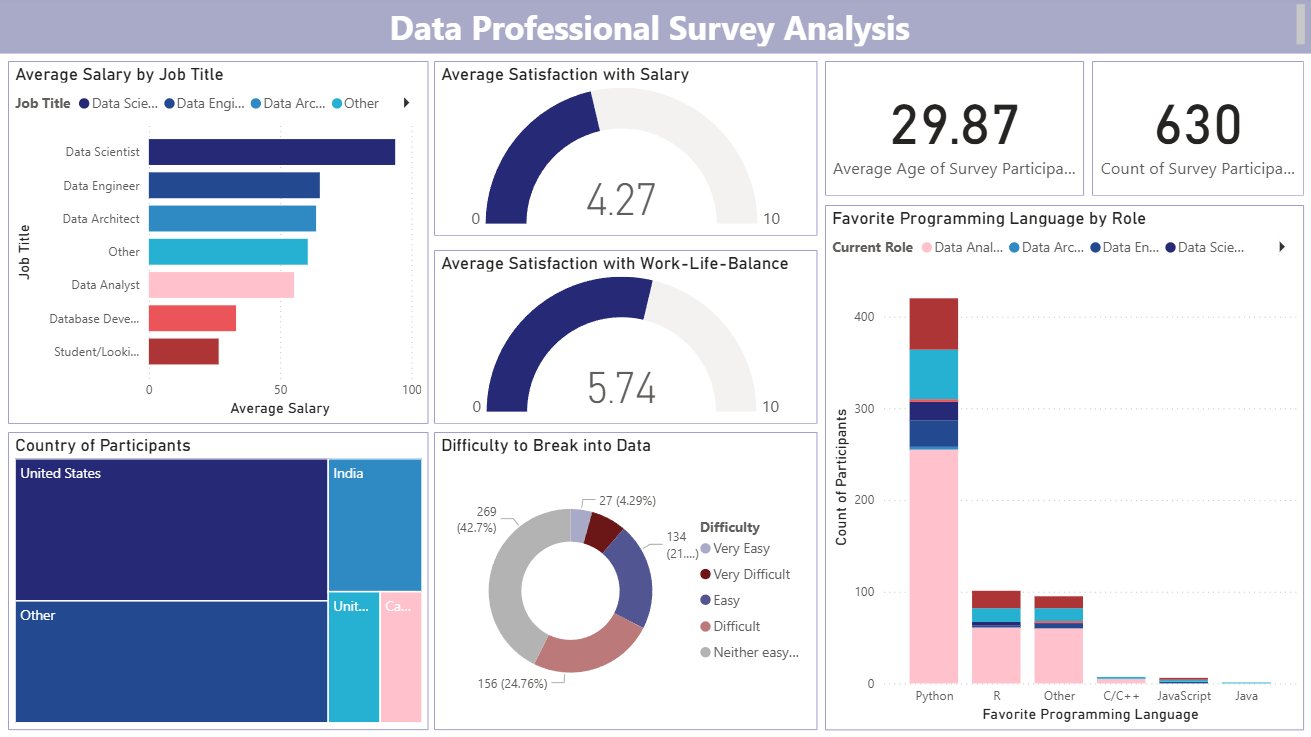 Data Professional Survey Analysis
Average Salary by Job Title
Job Title Data Scie... Data Engi... Data Arc... Other
Job Title
Data Scientist
Data Engineer
Data Architect
Other
Data Analyst
Database Deve...
Student/Looki...
0 50 100
Average Salary
Average Satisfaction with Salary
4.27
0 10
Average Satisfaction with Work-Life-Balance
5.74
0 10
29.87
Average Age of Survey Participa...
630
Count of Survey Participa...
Favorite Programming Language by Role
Current Role Data Anal... Data Arc... Data En... Data Scie...
Count of Participants
400
300
200
100
0
Python R Other C/C++ JavaScript Java
Favorite Programming Language
Country of Participants
United States
India
Other
Unit...
Ca...
Difficulty to Break into Data
27 (4.29%)
269
(42.7%)
134
(21....)
156 (24.76%)
Difficulty
Very Easy
Very Difficult
Easy
Difficult
Neither easy...